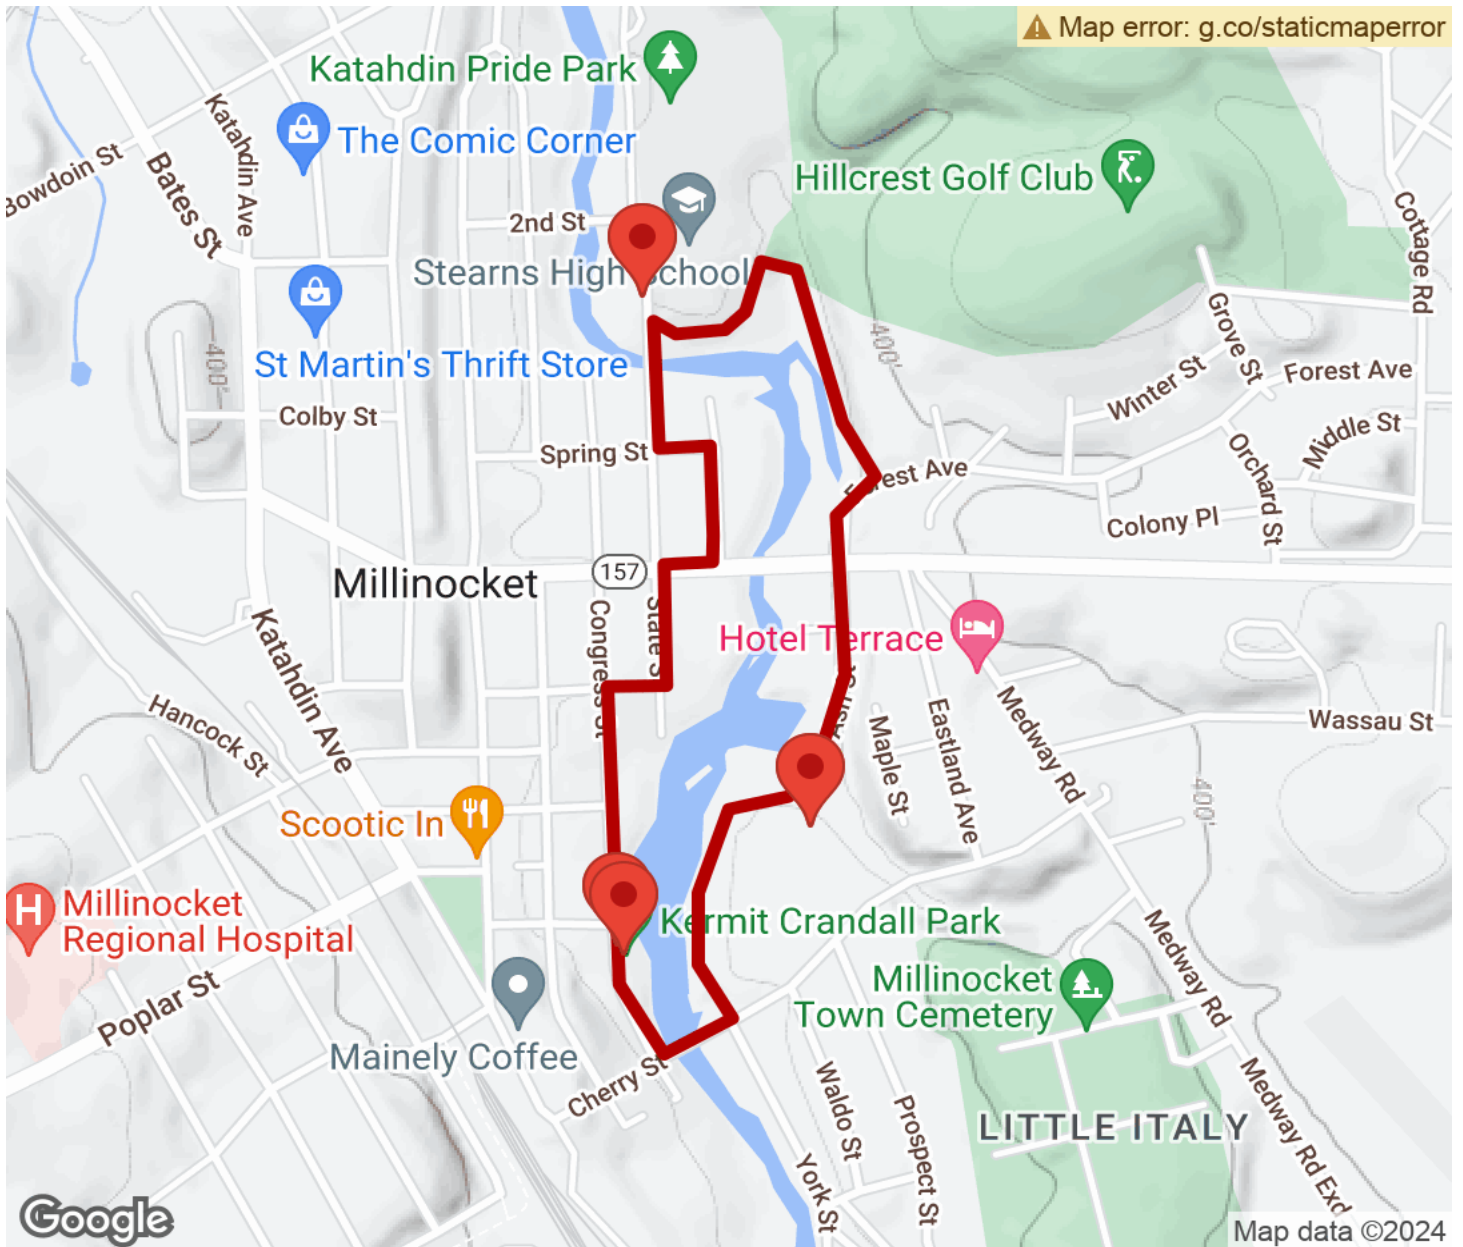 Map error: g.co/staticmaperror
Katahdin Pride Park
Katahdin Ave
The Comic Corner
Bowdoin St
Bates St
Hillcrest Golf Club
2nd St
Cottage Rd
Stearns High School
400'
400'
Grove St
St Martin's Thrift Store
Winter St
Forest Ave
Colby St
Middle St
Spring St
Orchard St
Forest Ave
Colony Pl
157
Millinocket
Congress St
State S
Hotel Terrace
Katahdin Ave
Ash St
Hancock St
Maple St
Eastland Ave
Medway Rd
Wassau St
400'
Scootic In
Millinocket
Regional Hospital
Kermit Crandall Park
Medway Rd
Millinocket
Town Cemetery
Poplar St
Mainely Coffee
Cherry St
Waldo St
Prospect St
LITTLE ITALY
Medway Rd Exd
York St
Google
Map data ©2024